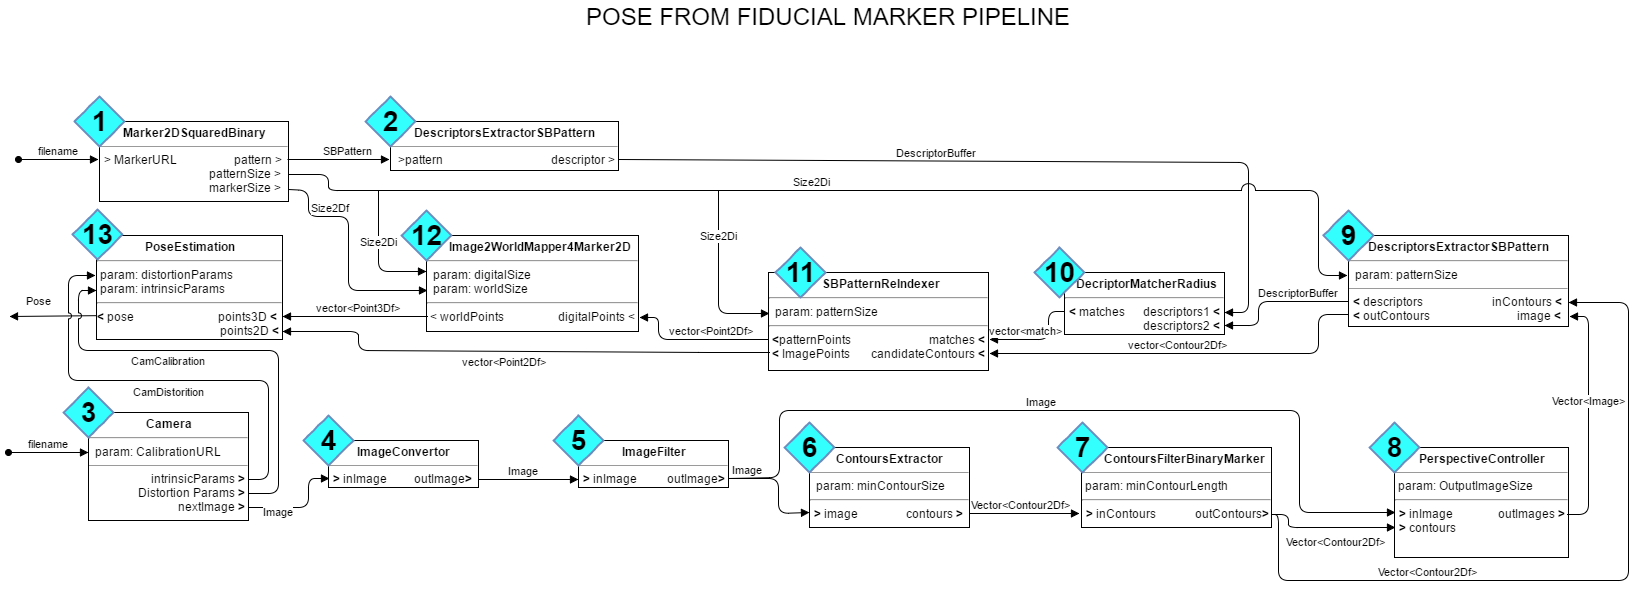 POSE FROM FIDUCIAL MARKER PIPELINE
1
Marker2DSquaredBinary
filename
> MarkerURL
pattern >
patternSize >
markerSize >
SBPattern
2
DescriptorsExtractorSBPattern
>pattern
descriptor >
DescriptorBuffer
Size2Di
Size2Df
Size2Di
Size2Di
13
PoseEstimation
param: distortionParams
param: intrinsicParams
< pose
points3D <
points2D <
Pose
vector<Point3Df>
vector<Point2Df>
12
Image2WorldMapper4Marker2D
param: digitalSize
param: worldSize
< worldPoints
digitalPoints <
vector<Point2Df>
11
SBPatternReIndexer
param: patternSize
<patternPoints
matches <
< ImagePoints
candidateContours <
vector<match>
10
DecriptorMatcherRadius
< matches
descriptors1 <
descriptors2 <
DescriptorBuffer
vector<Contour2Df>
9
DescriptorsExtractorSBPattern
param: patternSize
< descriptors
inContours <
< outContours
image <
CamCalibration
CamDistorition
3
Camera
filename
param: CalibrationURL
intrinsicParams >
Distortion Params >
nextImage >
Image
4
ImageConvertor
> inImage
outImage>
Image
5
ImageFilter
> inImage
outImage>
Image
Image
6
ContoursExtractor
param: minContourSize
> image
contours >
Vector<Contour2Df>
7
ContoursFilterBinaryMarker
param: minContourLength
> inContours
outContours>
Vector<Contour2Df>
Vector<Contour2Df>
8
PerspectiveController
param: OutputImageSize
> inImage
outImages >
> contours
Vector<Image>